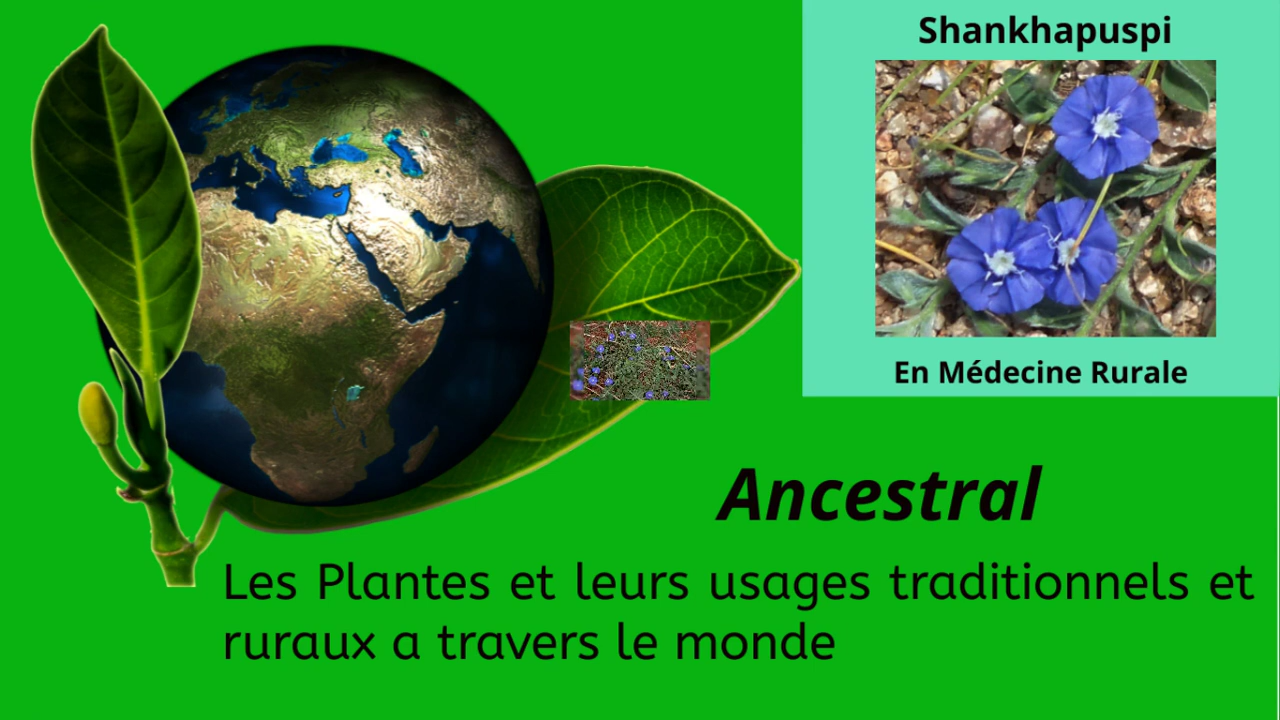 Shankhapuspi
En Médecine Rurale
Ancestral
Les Plantes et leurs usages traditionnels et
ruraux a travers le monde